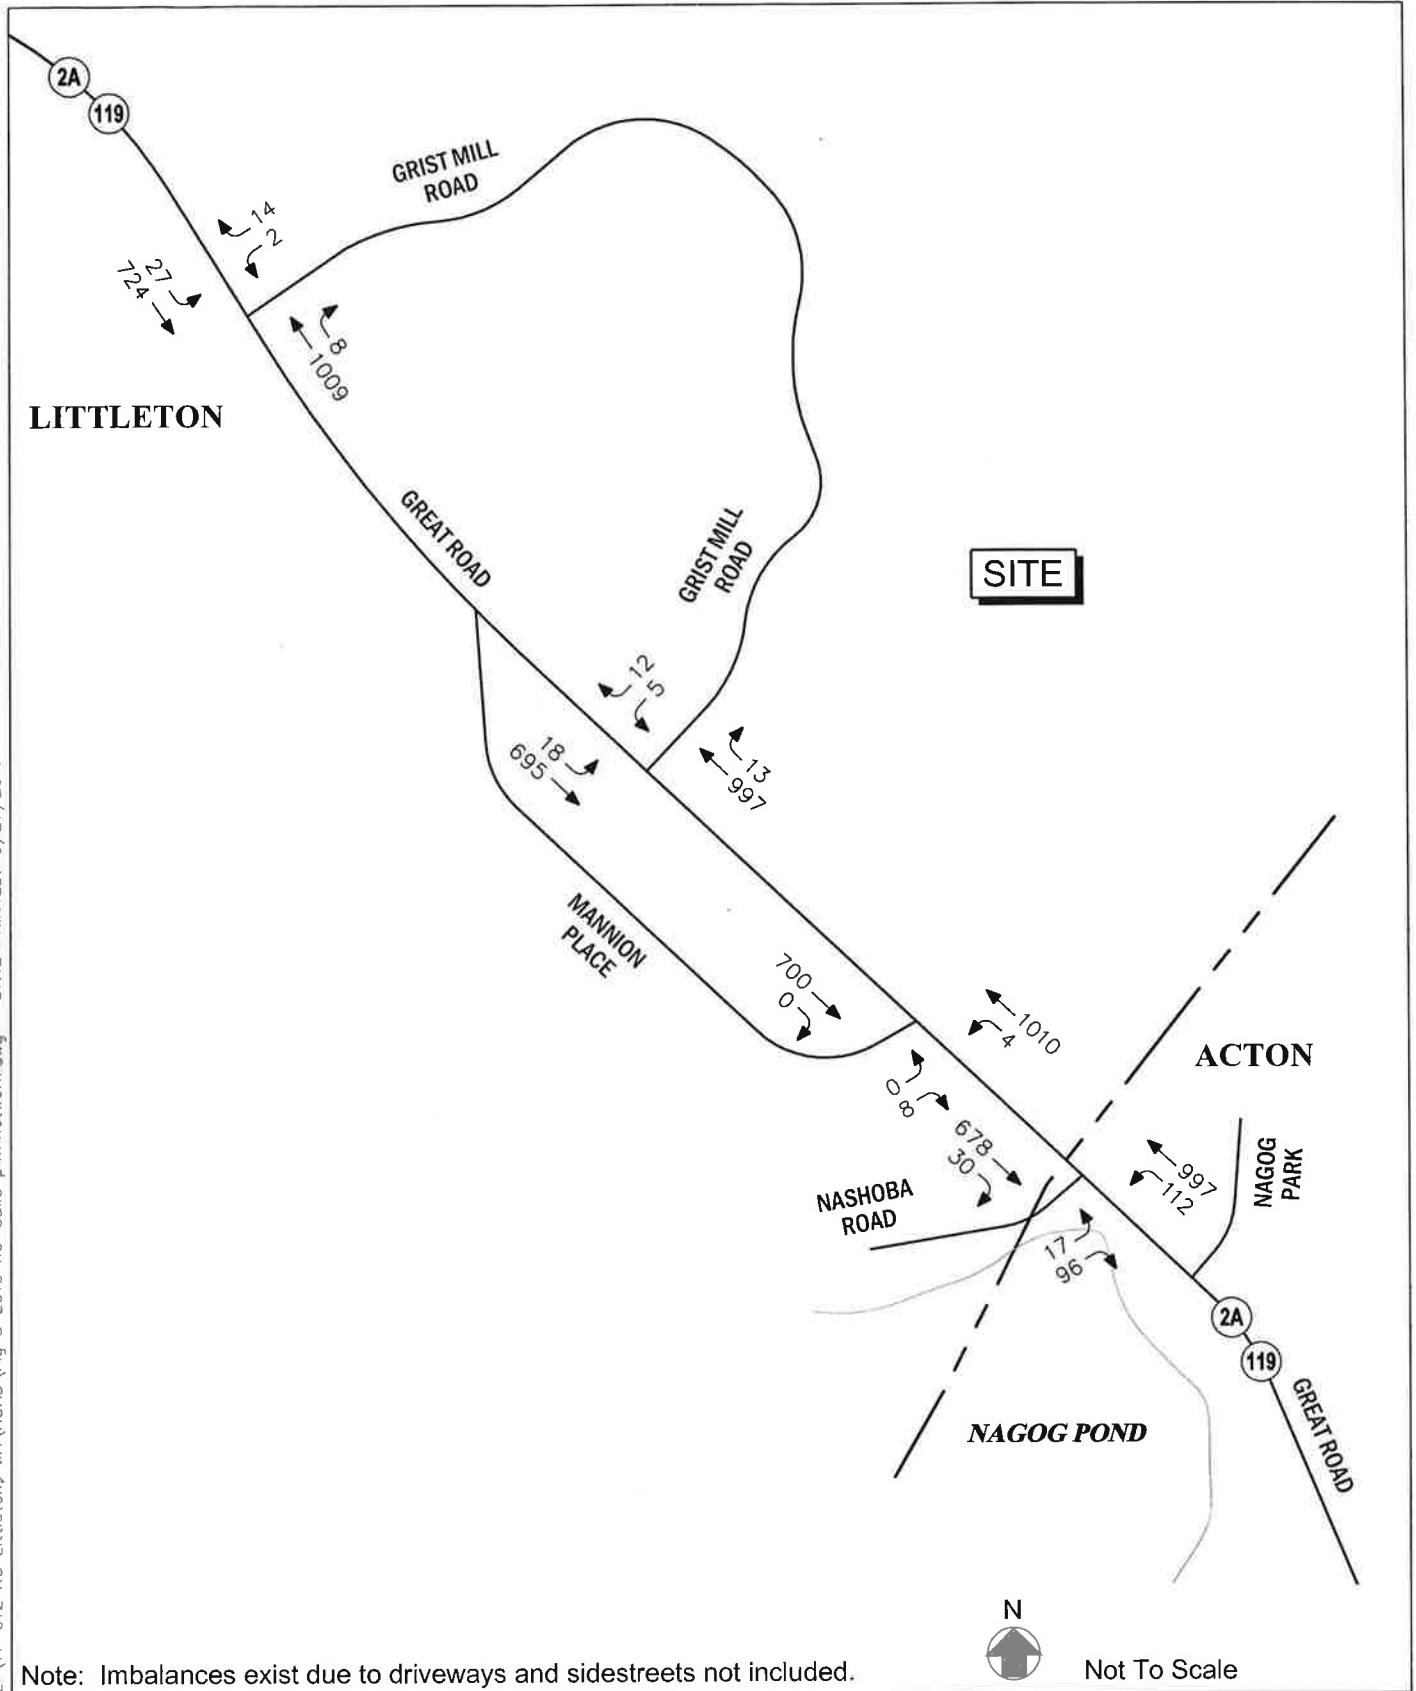 2A
119
GRIST MILL
ROAD
14
2
27
724
8
1009
LITTLETON
GREAT ROAD
GRIST MILL
ROAD
SITE
12
5
18
695
13
997
MANNION
PLACE
700
0
1010
4
ACTON
0
8
678
30
997
112
NAGOG
PARK
NASHOBA
ROAD
17
96
2A
119
GREAT ROAD
NAGOG POND
N
Note: Imbalances exist due to driveways and sidestreets not included.
Not To Scale